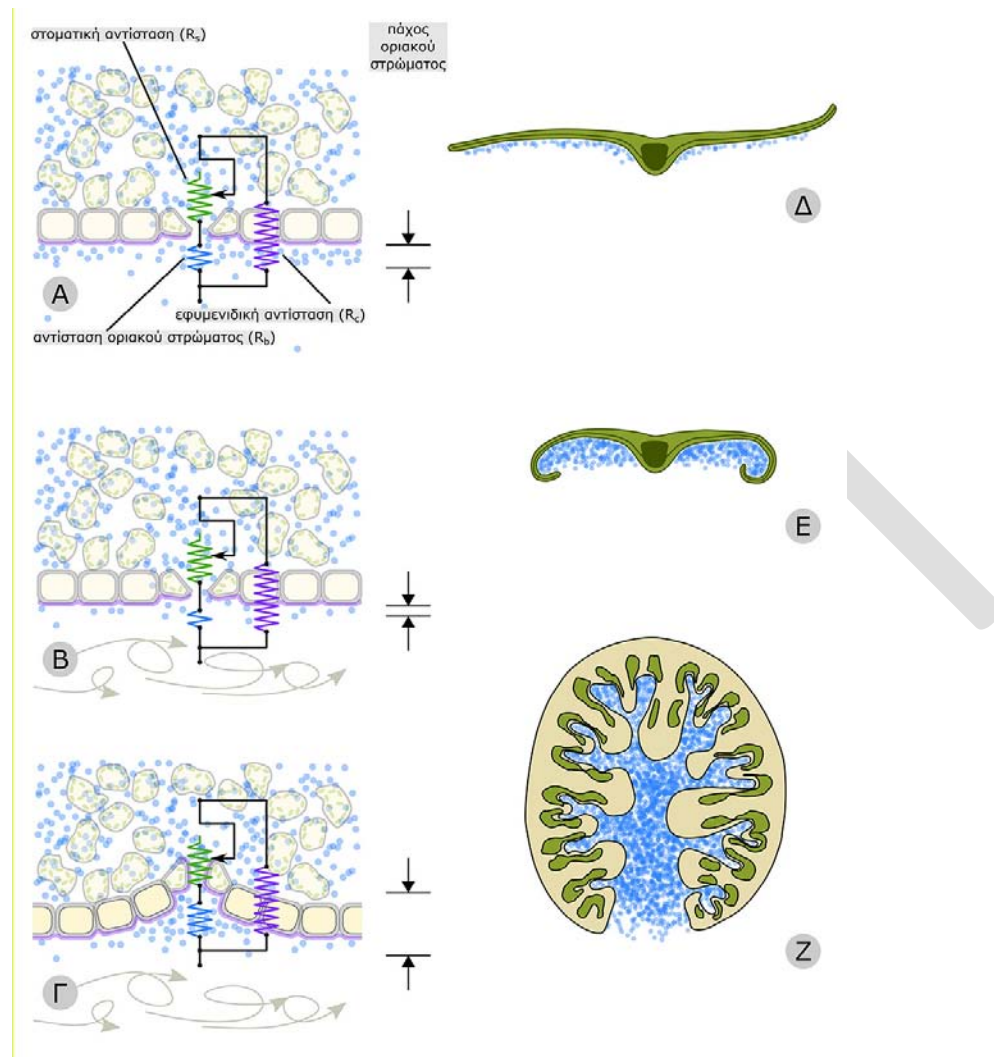 στοματική αντίσταση (Rs)
πάχος
οριακού
στρώματος
Δ
Α
εφυμενιδική αντίσταση (Rc)
αντίσταση οριακού στρώματος (Rb)
Ε
Β
Ζ
Γ